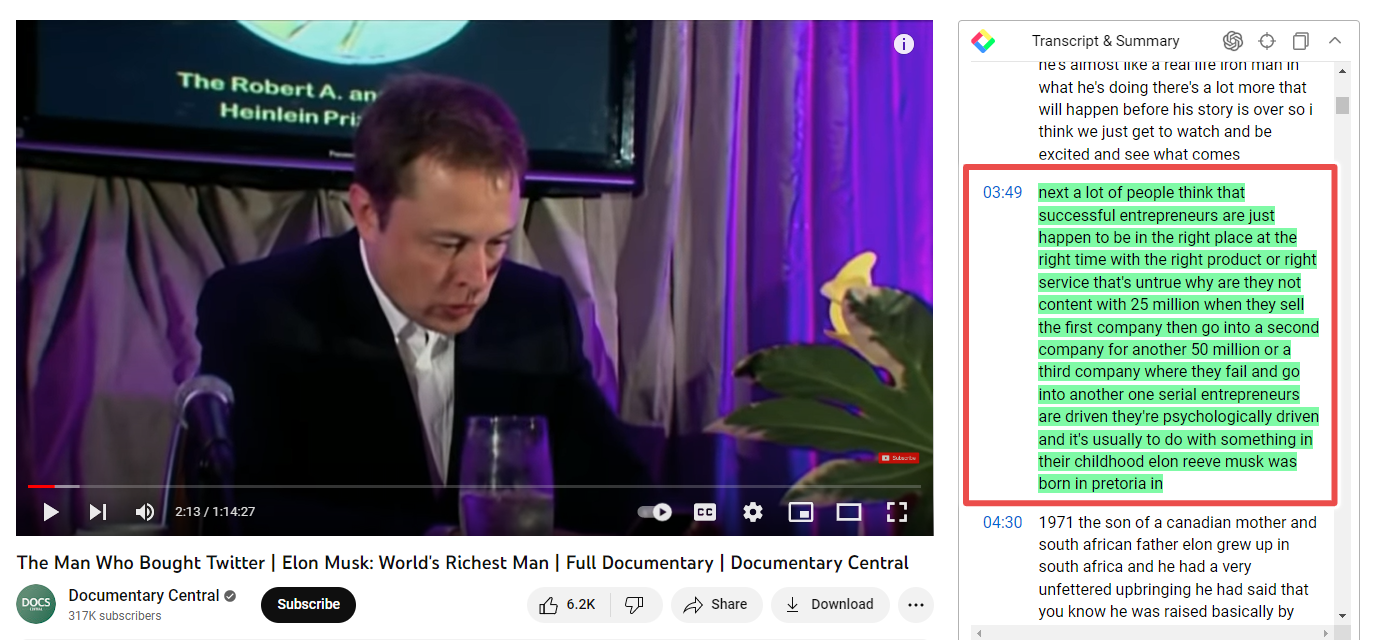 The Robert A. an
Heinlein Pri
Subscribe
2:13 / 1:14:27
CC
The Man Who Bought Twitter | Elon Musk: World's Richest Man | Full Documentary | Documentary Central
DOCS
CENTRAL
Documentary Central
317K subscribers
Subscribe
6.2K
Share
Download
Transcript & Summary
he's almost like a real life iron man in
what he's doing there's a lot more that
will happen before his story is over so i
think we just get to watch and be
excited and see what comes
03:49
next a lot of people think that
successful entrepreneurs are just
happen to be in the right place at the
right time with the right product or right
service that's untrue why are they not
content with 25 million when they sell
the first company then go into a second
company for another 50 million or a
third company where they fail and go
into another one serial entrepreneurs
are driven they're psychologically driven
and it's usually to do with something in
their childhood elon reeve musk was
born in pretoria in
04:30
1971 the son of a canadian mother and
south african father elon grew up in
south africa and he had a very
unfettered upbringing he had said that
you know he was raised basically by